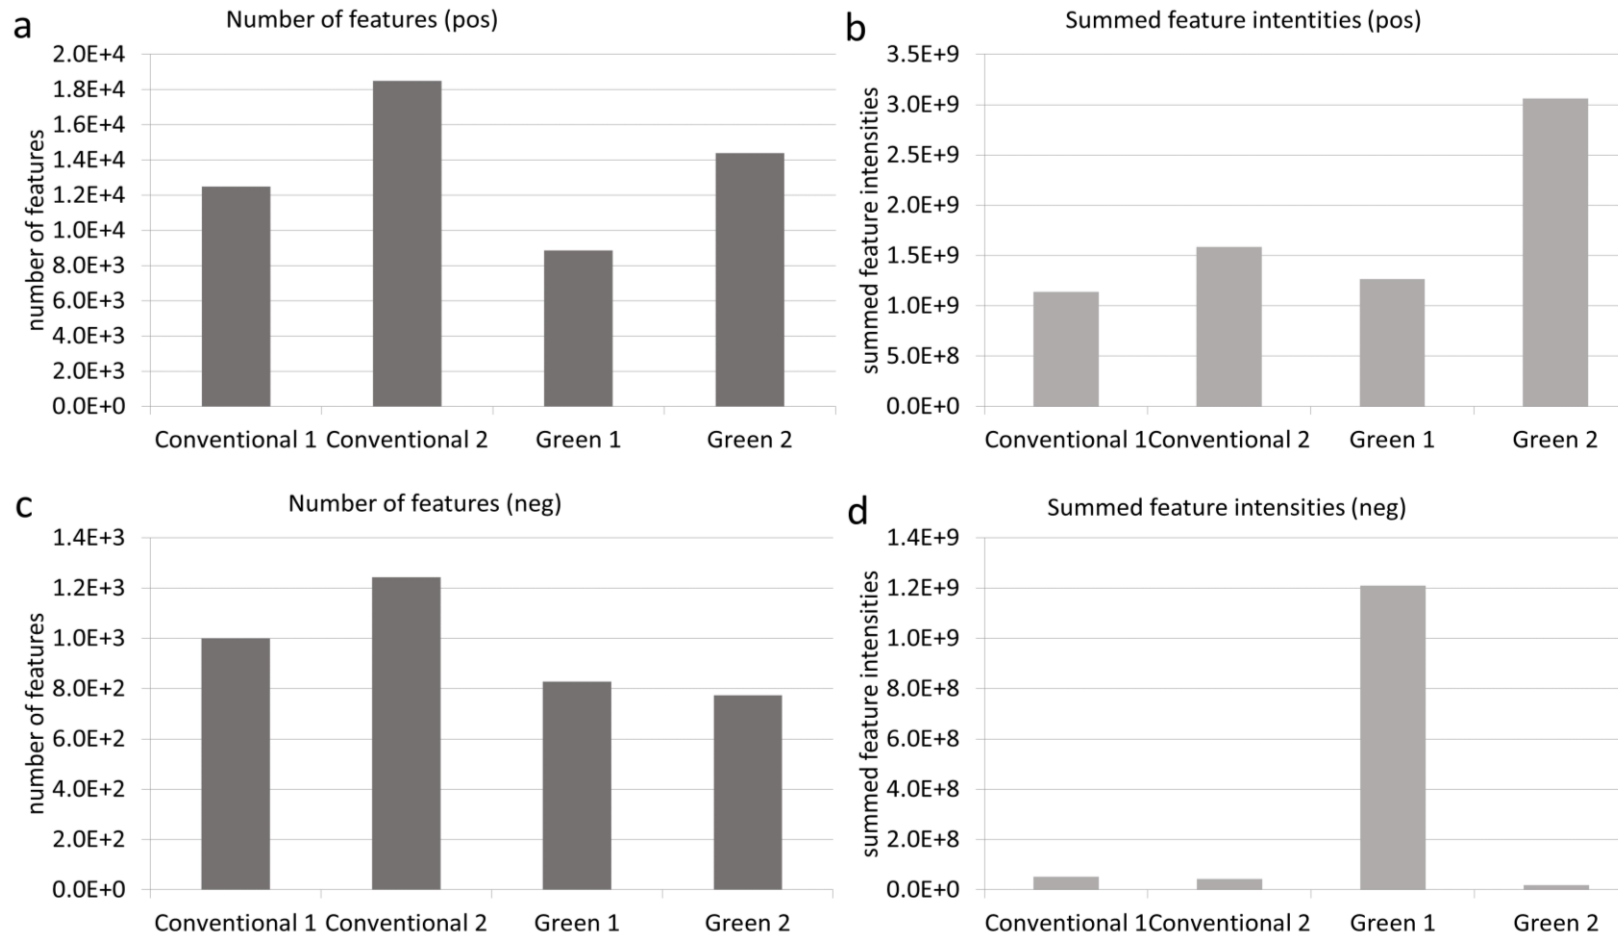 a
Number of features (pos)
number of features
2.0E+4
1.8E+4
1.6E+4
1.4E+4
1.2E+4
1.0E+4
8.0E+3
6.0E+3
4.0E+3
2.0E+3
0.0E+0
Conventional 1 Conventional 2 Green 1 Green 2
b
Summed feature intentities (pos)
summed feature intensities
3.5E+9
3.0E+9
2.5E+9
2.0E+9
1.5E+9
1.0E+9
5.0E+8
0.0E+0
Conventional 1 Conventional 2 Green 1 Green 2
c
Number of features (neg)
number of features
1.4E+3
1.2E+3
1.0E+3
8.0E+2
6.0E+2
4.0E+2
2.0E+2
0.0E+0
Conventional 1 Conventional 2 Green 1 Green 2
d
Summed feature intensities (neg)
summed feature intensities
1.4E+9
1.2E+9
1.0E+9
8.0E+8
6.0E+8
4.0E+8
2.0E+8
0.0E+0
Conventional 1 Conventional 2 Green 1 Green 2